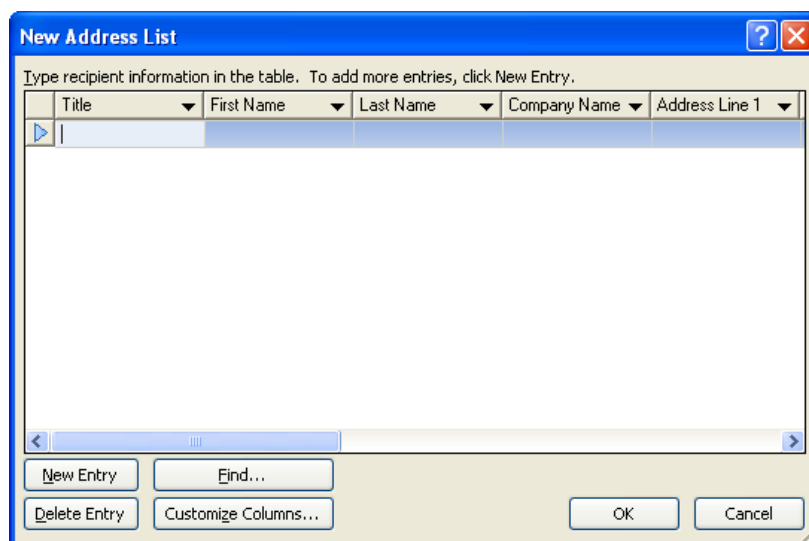 New Address List
Type recipient information in the table. To add more entries, click New Entry.
Title First Name Last Name Company Name Address Line 1
New Entry Find...
Delete Entry Customize Columns... OK Cancel